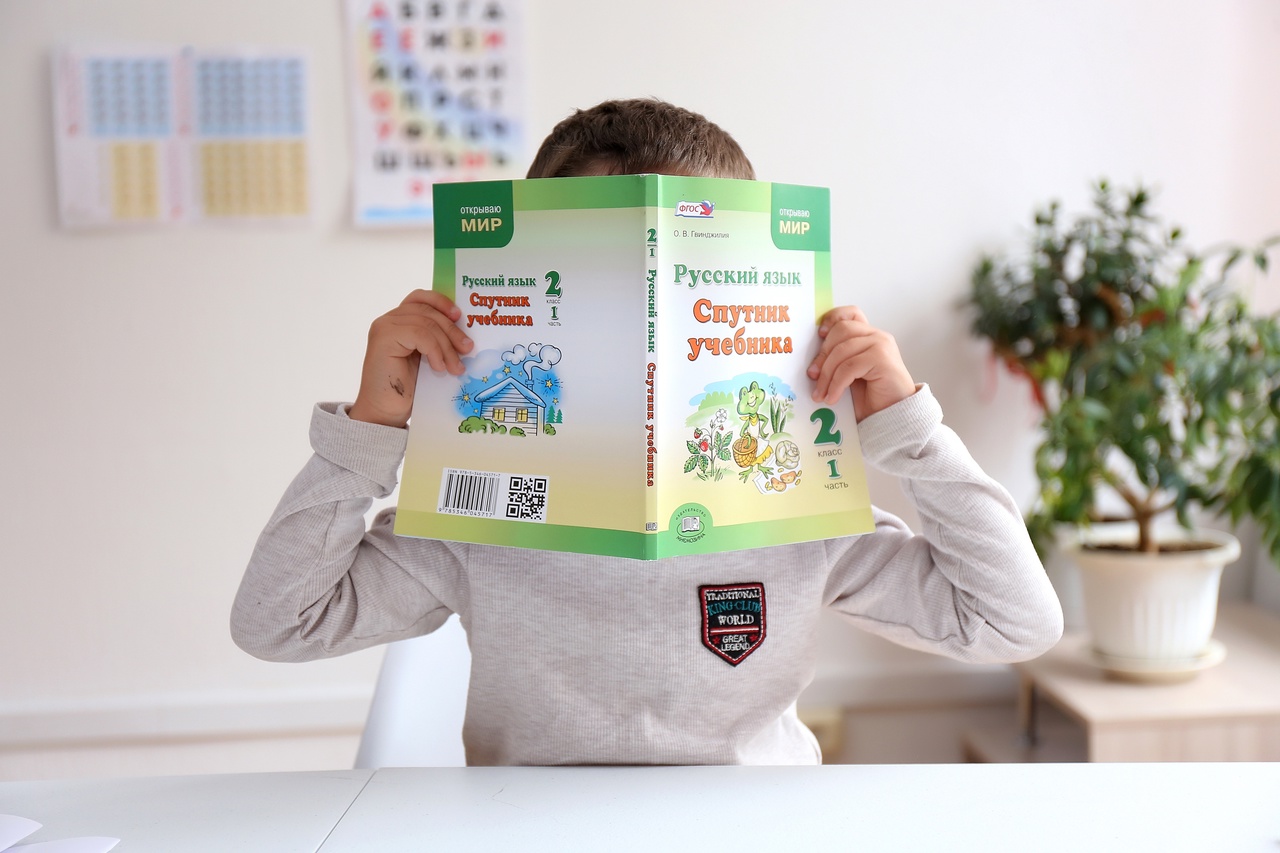 открываю
МИР
Русский язык
Спутник
учебника
2
класс
1
часть
9785346045717
2
1
Русский язык
Спутник учебника
ФГОС
открываю
МИР
О. В. Гвинджилия
Русский язык
Спутник
учебника
2
класс
1
часть
TRADITIONAL
KING-CLUB
WORLD
GREAT
LEGEND